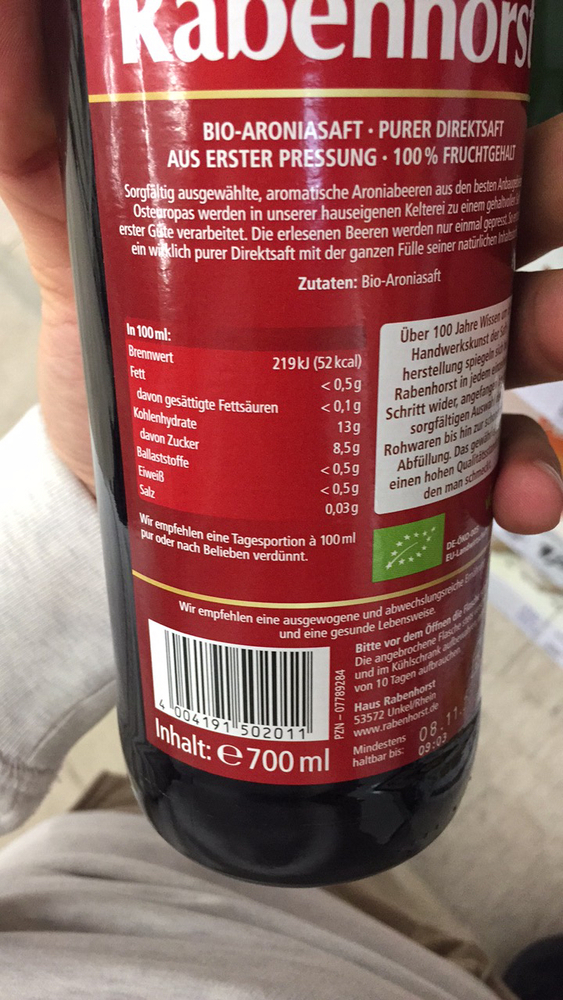 Rabenhorst
BIO-ARONIASAFT · PURER DIREKTSAFT
AUS ERSTER PRESSUNG · 100 % FRUCHTGEHALT
Sorgfältig ausgewählte, aromatische Aroniabeeren aus den besten
Osteuropas werden in unserer hauseigenen Kelterei zu einem gehaltvollen
erster Güte verarbeitet. Die erlesenen Beeren werden nur einmal gepresst.
ein wirklich purer Direktsaft mit der ganzen Fülle seiner natürlichen
Zutaten: Bio-Aroniasaft
In 100 ml:
Brennwert 219 kJ (52 kcal)
Fett < 0,5 g
davon gesättigte Fettsäuren < 0,1 g
Kohlenhydrate 13 g
davon Zucker 8,5 g
Ballaststoffe < 0,5 g
Eiweiß < 0,5 g
Salz 0,03 g
Wir empfehlen eine Tagesportion à 100 ml
pur oder nach Belieben verdünnt.
Über 100 Jahre Wissen
Handwerkskunst der
herstellung spiegeln
Rabenhorst in jedem
Schritt wider,
sorgfältigen
Rohwaren bis hin zur
Abfüllung. Das
einen hohen
den man
DE-ÖKO-
EU-
Wir empfehlen eine ausgewogene und abwechslungsreiche
und eine gesunde Lebensweise.
Bitte vor dem Öffnen die
Die angebrochene Flasche
und im Kühlschrank
von 10 Tagen aufbrauchen.
Haus Rabenhorst
53572 Unkel/Rhein
www.rabenhorst.de
Mindestens
haltbar bis:
08.11.
09:03
PZN – 07789284
4 004191 502011
Inhalt: ℮ 700 ml